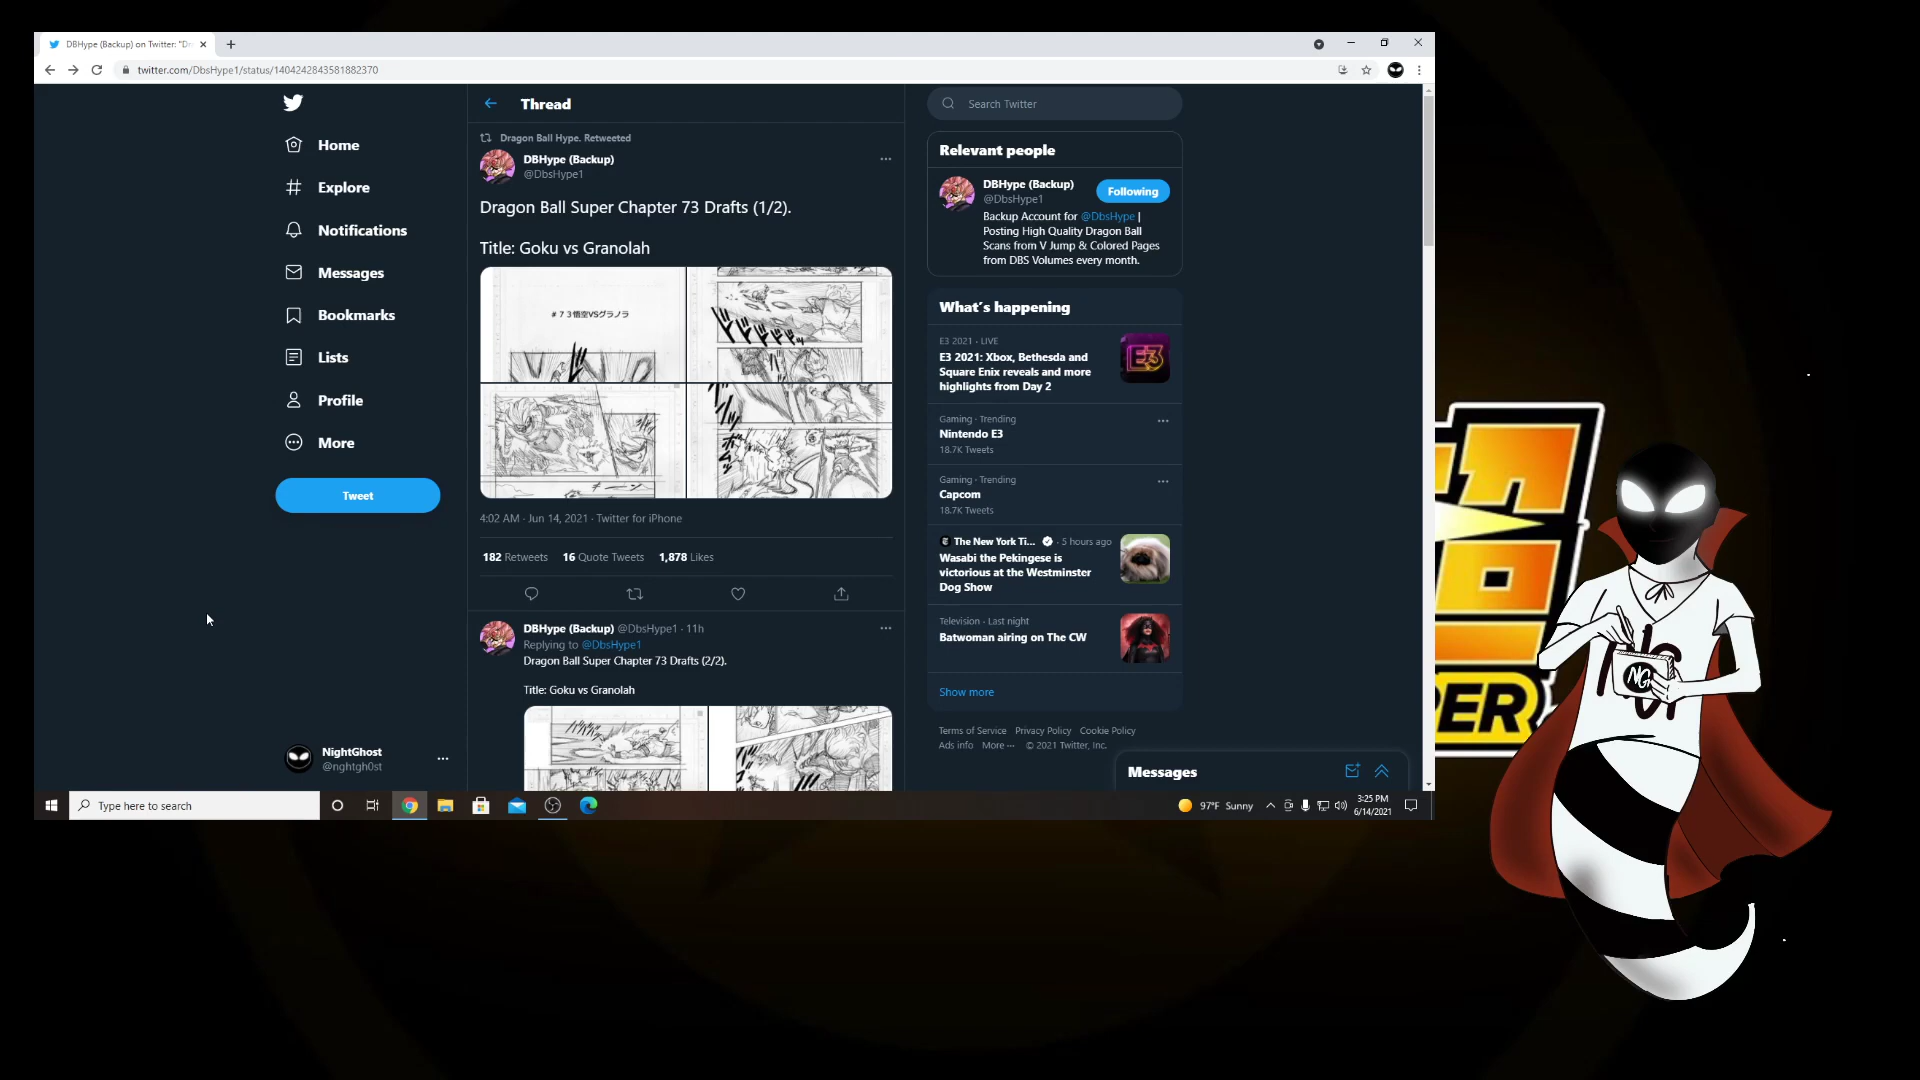 DBHype (Backup) on Twitter: "Dr
twitter.com/DbsHype1/status/1404242843581882370
Home
Explore
Notifications
Messages
Bookmarks
Lists
Profile
More
Tweet
NightGhost
@nghtgh0st
Thread
Dragon Ball Hype. Retweeted
DBHype (Backup)
@DbsHype1
Dragon Ball Super Chapter 73 Drafts (1/2).
Title: Goku vs Granolah
#73悟空VSグラノラ
4:02 AM · Jun 14, 2021 · Twitter for iPhone
182 Retweets 16 Quote Tweets 1,878 Likes
DBHype (Backup) @DbsHype1 · 11h
Replying to @DbsHype1
Dragon Ball Super Chapter 73 Drafts (2/2).
Title: Goku vs Granolah
Search Twitter
Relevant people
DBHype (Backup)
@DbsHype1
Following
Backup Account for @DbsHype |
Posting High Quality Dragon Ball
Scans from V Jump & Colored Pages
from DBS Volumes every month.
What's happening
E3 2021 · LIVE
E3 2021: Xbox, Bethesda and
Square Enix reveals and more
highlights from Day 2
E3
Gaming · Trending
Nintendo E3
18.7K Tweets
Gaming · Trending
Capcom
18.7K Tweets
The New York Ti... · 5 hours ago
Wasabi the Pekingese is
victorious at the Westminster
Dog Show
Television · Last night
Batwoman airing on The CW
Show more
Terms of Service Privacy Policy Cookie Policy
Ads info More ··· © 2021 Twitter, Inc.
Messages
Type here to search
97°F Sunny
3:25 PM
6/14/2021
NG
PER